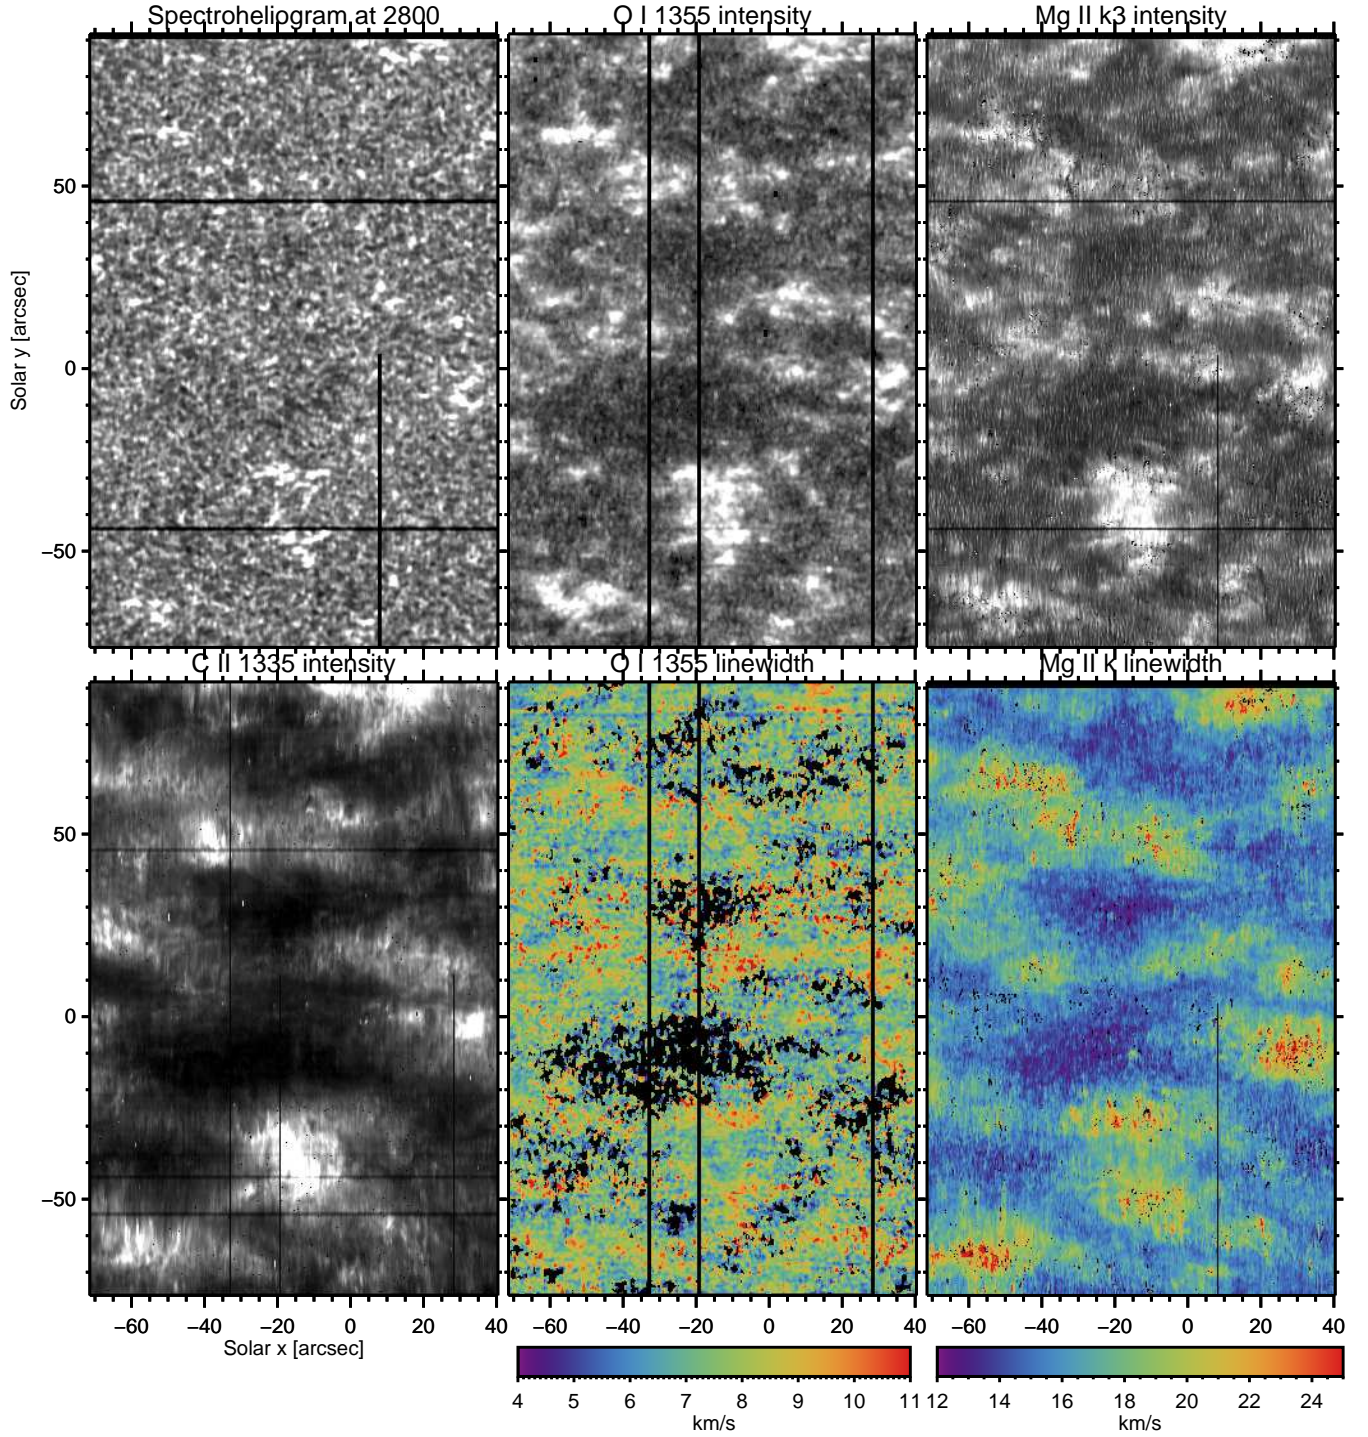 Spectroheliogram at 2800
O I 1355 intensity
Mg II k3 intensity
50
0
−50
Solar y [arcsec]
C II 1335 intensity
O I 1355 linewidth
Mg II k linewidth
50
0
−50
−60 −40 −20 0 20 40
−60 −40 −20 0 20 40
−60 −40 −20 0 20 40
Solar x [arcsec]
4 5 6 7 8 9 10 11
km/s
12 14 16 18 20 22 24
km/s